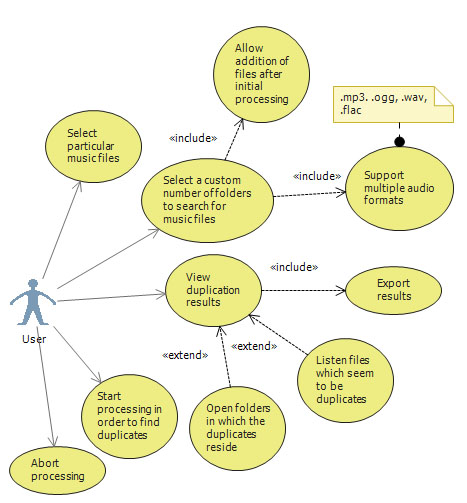 Allow
addition of
files after
initial
processing
.mp3. .ogg, .wav,
.flac
Select
particular
music files
«include»
Select a custom
number of folders
to search for
music files
«include»
Support
multiple audio
formats
View
duplication
results
«include»
Export
results
User
«extend»
«extend»
Listen files
which seem
to be
duplicates
Start
processing in
order to find
duplicates
Open folders
in which the
duplicates
reside
Abort
processing